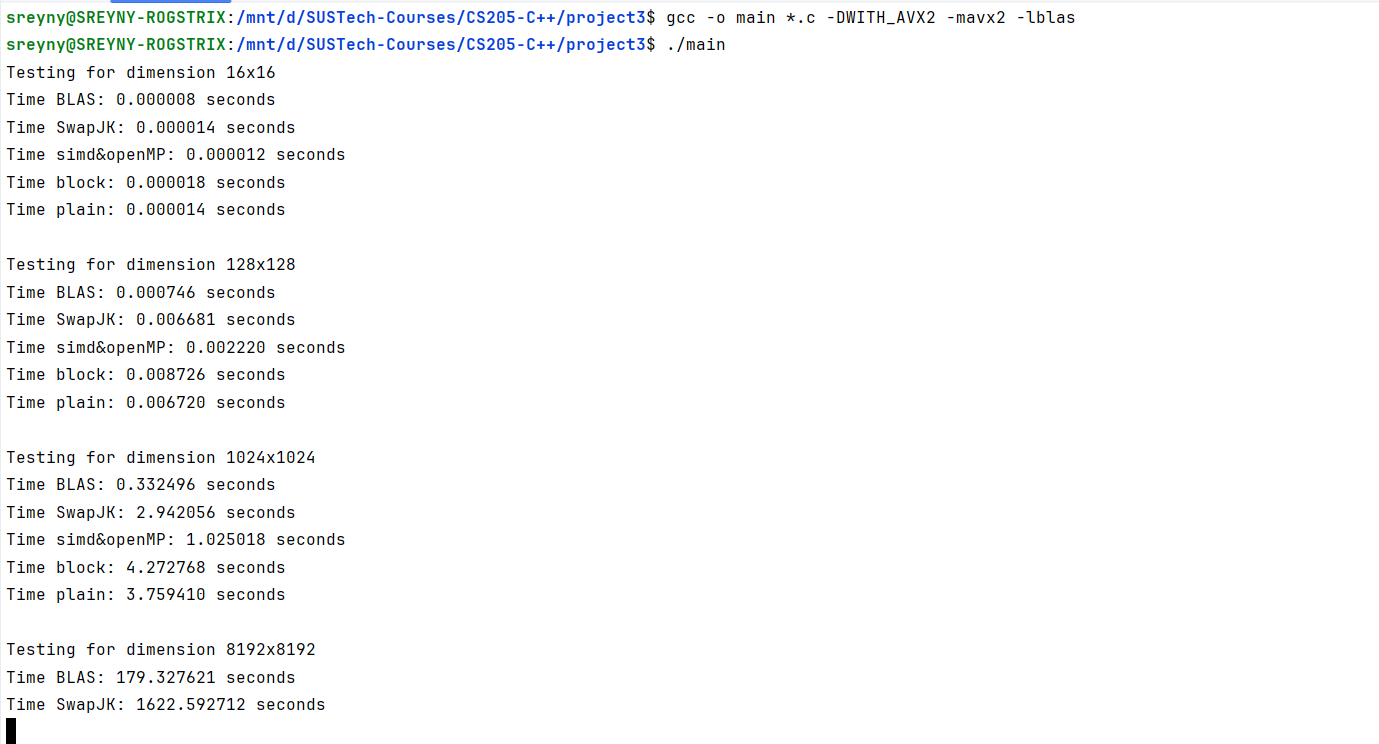 sreyny@SREYNY-ROGSTRIX:/mnt/d/SUSTech-Courses/CS205-C++/project3$ gcc -o main *.c -DWITH_AVX2 -mavx2 -lblas
sreyny@SREYNY-ROGSTRIX:/mnt/d/SUSTech-Courses/CS205-C++/project3$ ./main
Testing for dimension 16x16
Time BLAS: 0.000008 seconds
Time SwapJK: 0.000014 seconds
Time simd&openMP: 0.000012 seconds
Time block: 0.000018 seconds
Time plain: 0.000014 seconds

Testing for dimension 128x128
Time BLAS: 0.000746 seconds
Time SwapJK: 0.006681 seconds
Time simd&openMP: 0.002220 seconds
Time block: 0.008726 seconds
Time plain: 0.006720 seconds

Testing for dimension 1024x1024
Time BLAS: 0.332496 seconds
Time SwapJK: 2.942056 seconds
Time simd&openMP: 1.025018 seconds
Time block: 4.272768 seconds
Time plain: 3.759410 seconds

Testing for dimension 8192x8192
Time BLAS: 179.327621 seconds
Time SwapJK: 1622.592712 seconds